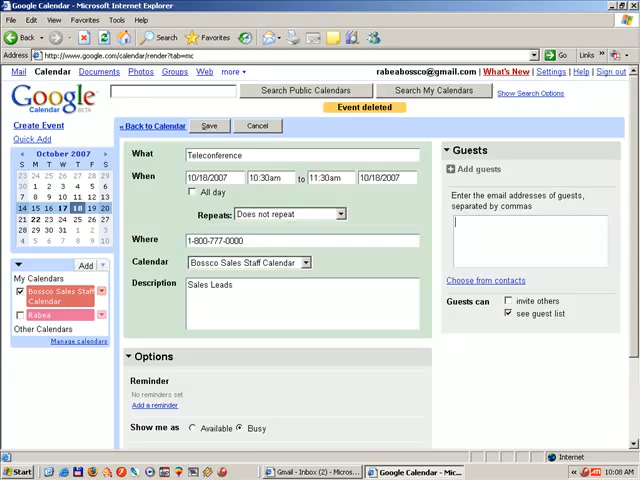 Google Calendar - Microsoft Internet Explorer
File Edit View Favorites Tools Help
Back Search Favorites
Address http://www.google.com/calendar/render?tab=mc Go Links »
Mail Calendar Documents Photos Groups Web more ▾ rabeabossco@gmail.com | What's New | Settings | Help | Sign out
Google Calendar BETA
Search Public Calendars Search My Calendars Show Search Options
Event deleted
Create Event
Quick Add
« Back to Calendar Save Cancel
« October 2007 »
S M T W T F S
23 24 25 26 27 28 29
30 1 2 3 4 5 6
7 8 9 10 11 12 13
14 15 16 17 18 19 20
21 22 23 24 25 26 27
28 29 30 31 1 2 3
4 5 6 7 8 9 10
Add
My Calendars
Bossco Sales Staff Calendar
Rabea
Other Calendars
Manage calendars
What Teleconference
When 10/18/2007 10:30am to 11:30am 10/18/2007
All day
Repeats: Does not repeat
Where 1-800-777-0000
Calendar Bossco Sales Staff Calendar
Description Sales Leads
Options
Reminder
No reminders set
Add a reminder
Show me as Available Busy
Guests
Add guests
Enter the email addresses of guests,
separated by commas
Choose from contacts
Guests can invite others
see guest list
Internet
Start Gmail - Inbox (2) - Micros... Google Calendar - Mic... 10:08 AM